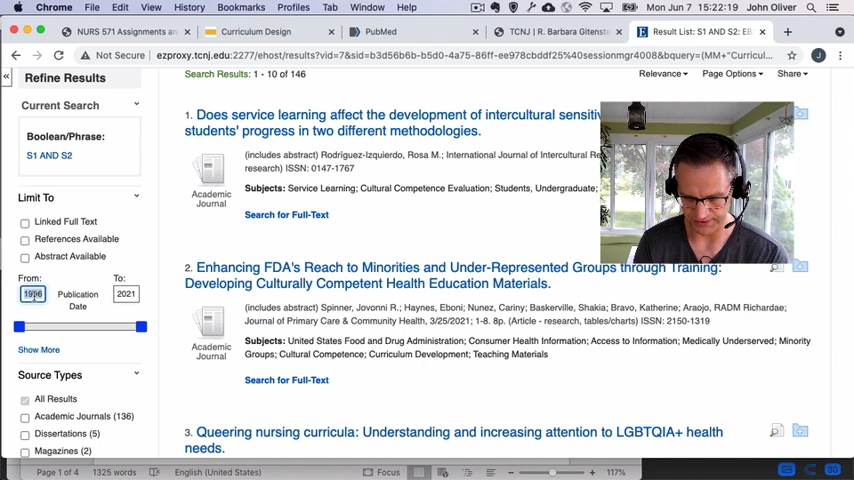 Chrome File Edit View History Bookmarks Profiles Tab Window Help Mon Jun 7 15:22:19 John Oliver
NURS 571 Assignments an
Curriculum Design
PubMed
TCNJ | R. Barbara Gitenste
Result List: S1 AND S2: EB
Not Secure | ezproxy.tcnj.edu:2277/ehost/results?vid=7&sid=b3d56b6b-b5d0-4a75-86ff-ee978cbddf25%40sessionmgr4008&bquery=(MM+"Curricul...
Refine Results
Current Search
Boolean/Phrase:
S1 AND S2
Limit To
Linked Full Text
References Available
Abstract Available
From:
To:
1996
Publication Date
2021
Show More
Source Types
All Results
Academic Journals (136)
Dissertations (5)
Magazines (2)
Search Results: 1 - 10 of 146
Relevance Page Options Share
1. Does service learning affect the development of intercultural sensitiv
students' progress in two different methodologies.
(includes abstract) Rodríguez-Izquierdo, Rosa M.; International Journal of Intercultural Re
research) ISSN: 0147-1767
Academic Journal
Subjects: Service Learning; Cultural Competence Evaluation; Students, Undergraduate;
Search for Full-Text
2. Enhancing FDA's Reach to Minorities and Under-Represented Groups through Training:
Developing Culturally Competent Health Education Materials.
(includes abstract) Spinner, Jovonni R.; Haynes, Eboni; Nunez, Cariny; Baskerville, Shakia; Bravo, Katherine; Araojo, RADM Richardae;
Journal of Primary Care & Community Health, 3/25/2021; 1-8. 8p. (Article - research, tables/charts) ISSN: 2150-1319
Academic Journal
Subjects: United States Food and Drug Administration; Consumer Health Information; Access to Information; Medically Underserved; Minority
Groups; Cultural Competence; Curriculum Development; Teaching Materials
Search for Full-Text
3. Queering nursing curricula: Understanding and increasing attention to LGBTQIA+ health
needs.
Page 1 of 4 1325 words English (United States) Focus 117%